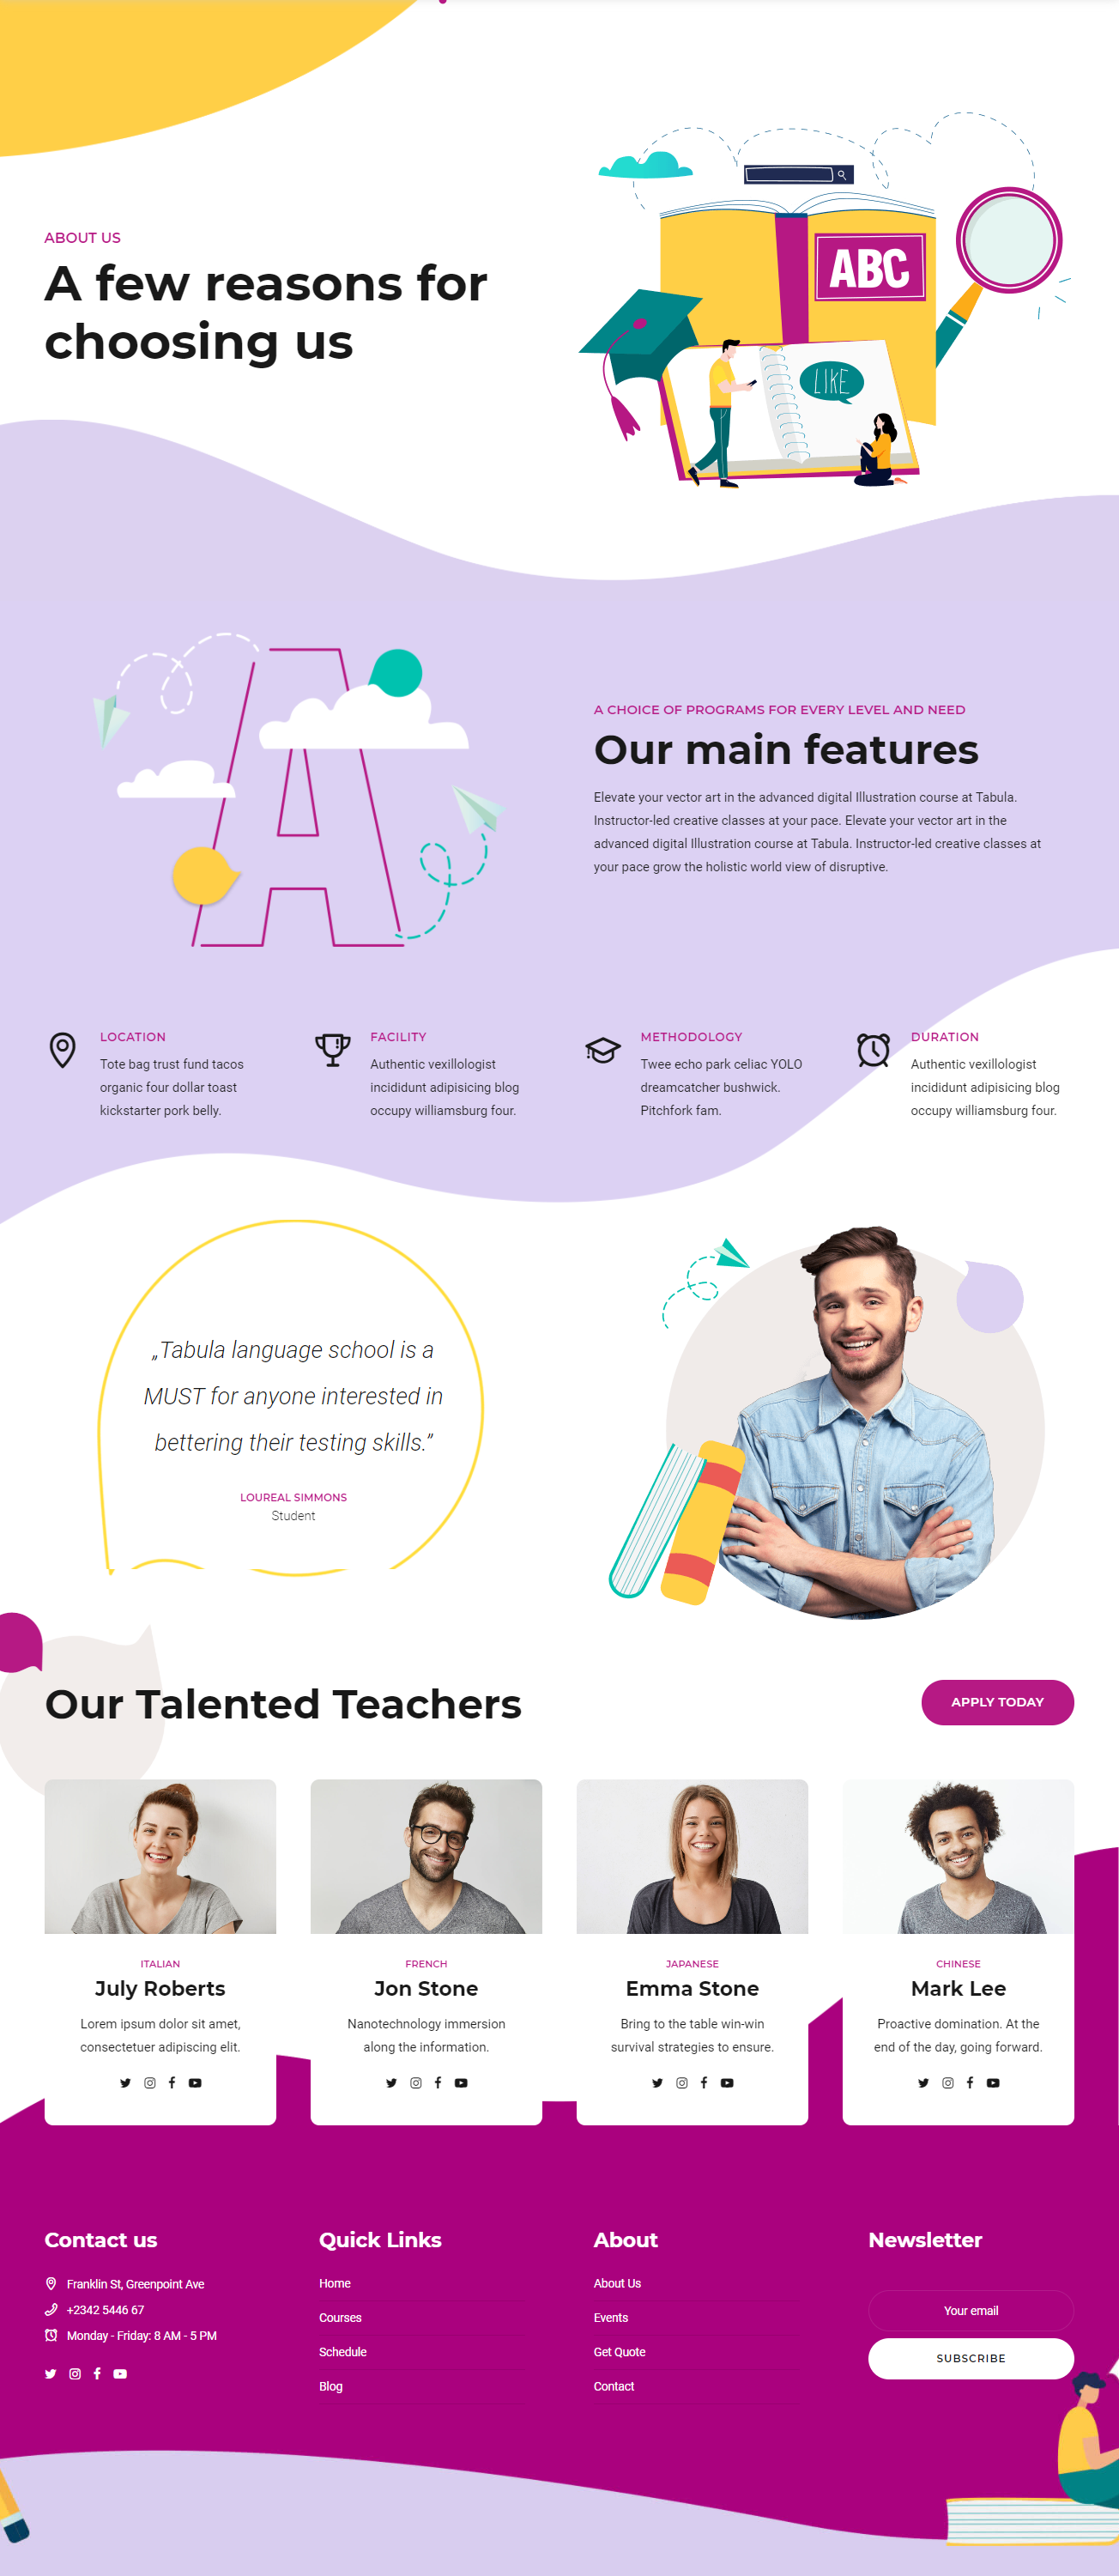 ABOUT US
A few reasons for
choosing us
ABC
LIKE
A CHOICE OF PROGRAMS FOR EVERY LEVEL AND NEED
Our main features
Elevate your vector art in the advanced digital Illustration course at Tabula.
Instructor-led creative classes at your pace. Elevate your vector art in the
advanced digital Illustration course at Tabula. Instructor-led creative classes at
your pace grow the holistic world view of disruptive.
LOCATION
Tote bag trust fund tacos
organic four dollar toast
kickstarter pork belly.
FACILITY
Authentic vexillologist
incididunt adipisicing blog
occupy williamsburg four.
METHODOLOGY
Twee echo park celiac YOLO
dreamcatcher bushwick.
Pitchfork fam.
DURATION
Authentic vexillologist
incididunt adipisicing blog
occupy williamsburg four.
„Tabula language school is a
MUST for anyone interested in
bettering their testing skills.”
LOUREAL SIMMONS
Student
Our Talented Teachers
APPLY TODAY
ITALIAN
July Roberts
Lorem ipsum dolor sit amet,
consectetuer adipiscing elit.
FRENCH
Jon Stone
Nanotechnology immersion
along the information.
JAPANESE
Emma Stone
Bring to the table win-win
survival strategies to ensure.
CHINESE
Mark Lee
Proactive domination. At the
end of the day, going forward.
Contact us
Franklin St, Greenpoint Ave
+2342 5446 67
Monday - Friday: 8 AM - 5 PM
Quick Links
Home
Courses
Schedule
Blog
About
About Us
Events
Get Quote
Contact
Newsletter
Your email
SUBSCRIBE